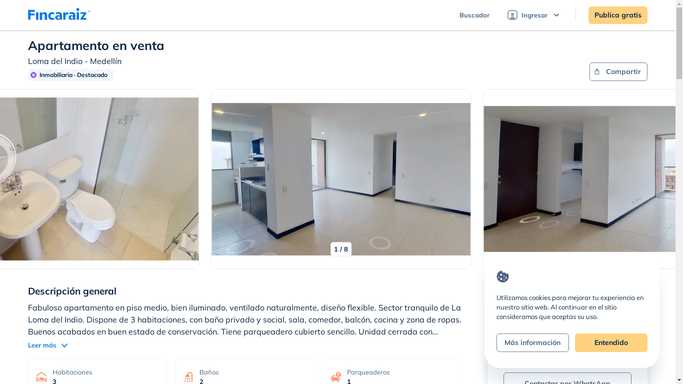 Fincaraiz
Buscador
Ingresar
Publica gratis
Apartamento en venta
Loma del Indio - Medellín
Inmobiliaria - Destacado
Compartir
1 / 8
Descripción general
Fabuloso apartamento en piso medio, bien iluminado, ventilado naturalmente, diseño flexible. Sector tranquilo de La
Loma del Indio. Dispone de 3 habitaciones, con baño privado y social, sala, comedor, balcón, cocina y zona de ropas.
Buenos acabados en buen estado de conservación. Tiene parqueadero cubierto sencillo. Unidad cerrada con...
Leer más
Habitaciones
3
Baños
2
Parqueaderos
1
Utilizamos cookies para mejorar tu experiencia en
nuestro sitio web. Al continuar en el sitio
consideramos que aceptas su uso.
Más información
Entendido
Contactar por WhatsApp